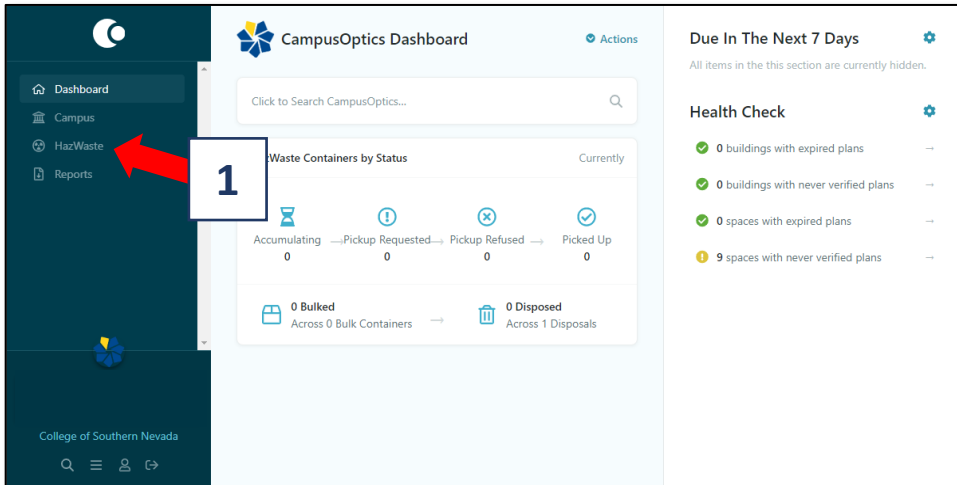 Dashboard
Campus
HazWaste
Reports
College of Southern Nevada
1
CampusOptics Dashboard
Actions
Click to Search CampusOptics...
Waste Containers by Status
Currently
Accumulating
0
Pickup Requested
0
Pickup Refused
0
Picked Up
0
0 Bulked
Across 0 Bulk Containers
0 Disposed
Across 1 Disposals
Due In The Next 7 Days
All items in the this section are currently hidden.
Health Check
0 buildings with expired plans
0 buildings with never verified plans
0 spaces with expired plans
9 spaces with never verified plans